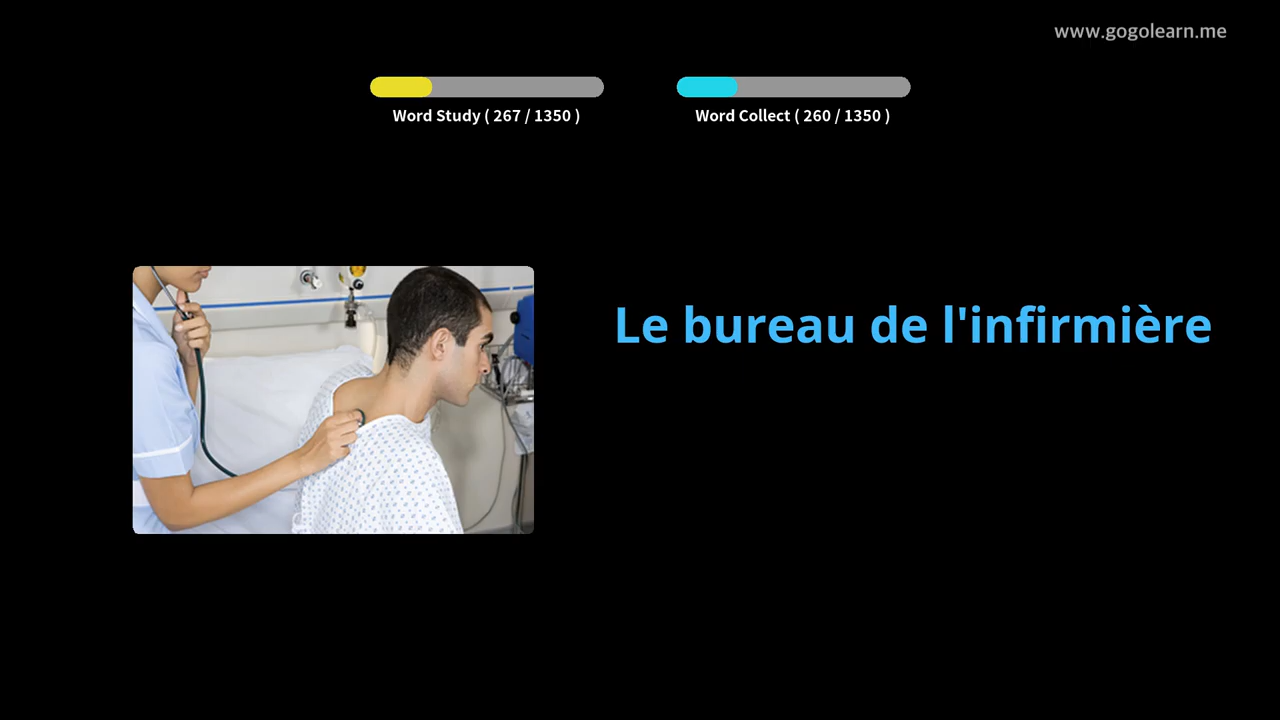 www.gogolearn.me
Word Study ( 267 / 1350 )
Word Collect ( 260 / 1350 )
Le bureau de l'infirmière